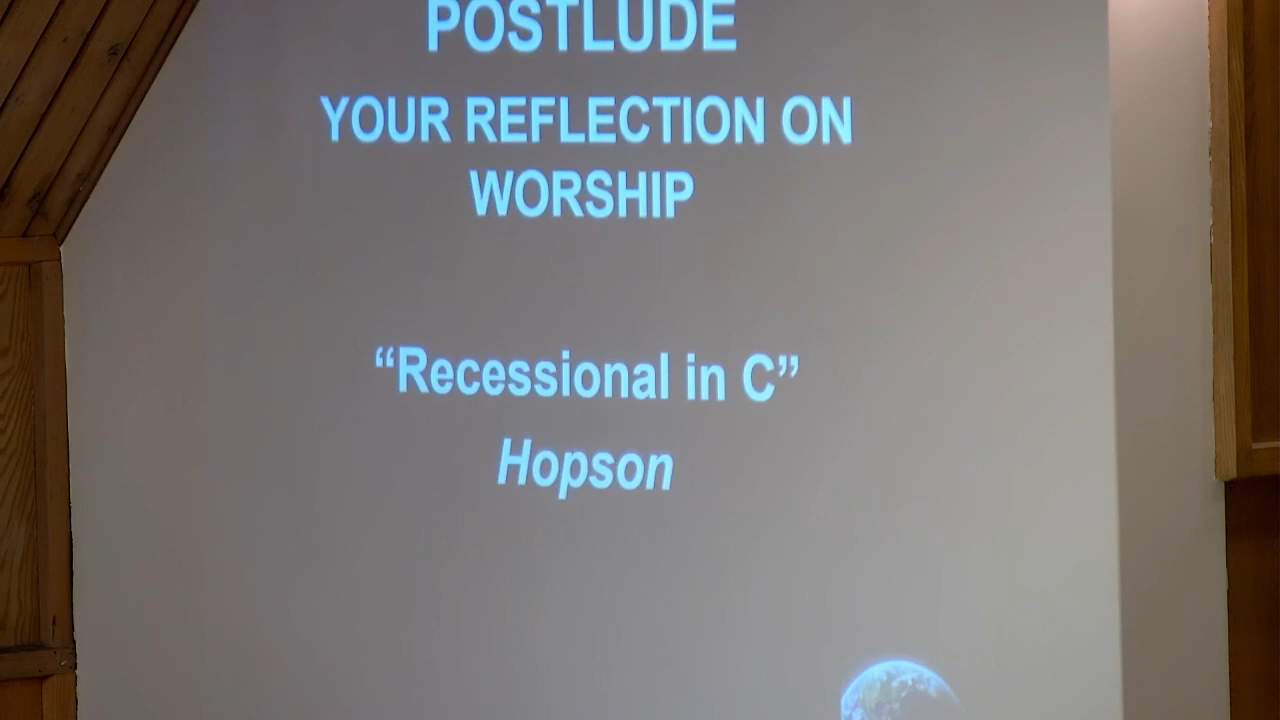 POSTLUDE
YOUR REFLECTION ON
WORSHIP
“Recessional in C”
Hopson